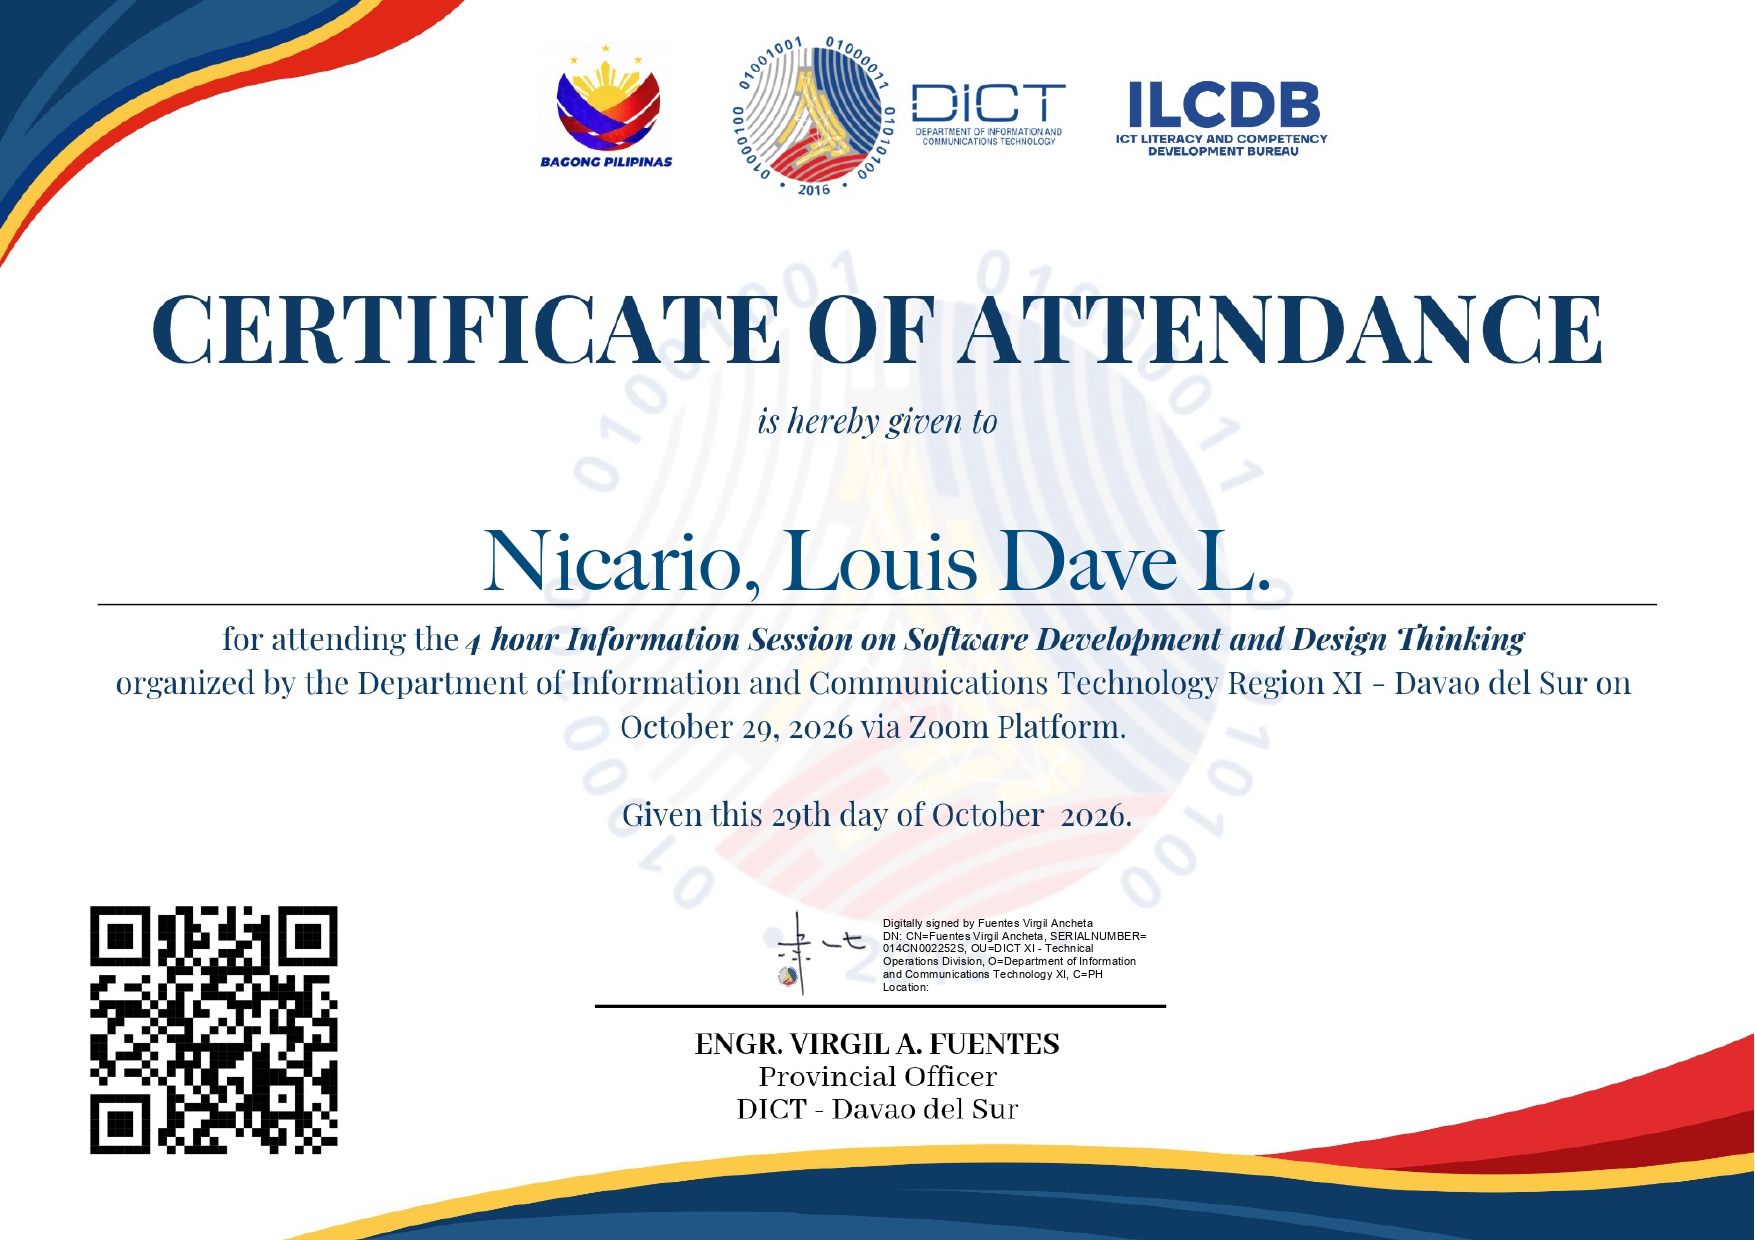 BAGONG PILIPINAS
01000100 01001001 01000011 01010100
• 2016 •
DICT
DEPARTMENT OF INFORMATION AND
COMMUNICATIONS TECHNOLOGY
ILCDB
ICT LITERACY AND COMPETENCY
DEVELOPMENT BUREAU
CERTIFICATE OF ATTENDANCE
is hereby given to
Nicario, Louis Dave L.
for attending the 4 hour Information Session on Software Development and Design Thinking
organized by the Department of Information and Communications Technology Region XI - Davao del Sur on
October 29, 2026 via Zoom Platform.
Given this 29th day of October  2026.
Digitally signed by Fuentes Virgil Ancheta
DN: CN=Fuentes Virgil Ancheta, SERIALNUMBER=
014CN002252S, OU=DICT XI - Technical
Operations Division, O=Department of Information
and Communications Technology XI, C=PH
Location:
ENGR. VIRGIL A. FUENTES
Provincial Officer
DICT - Davao del Sur